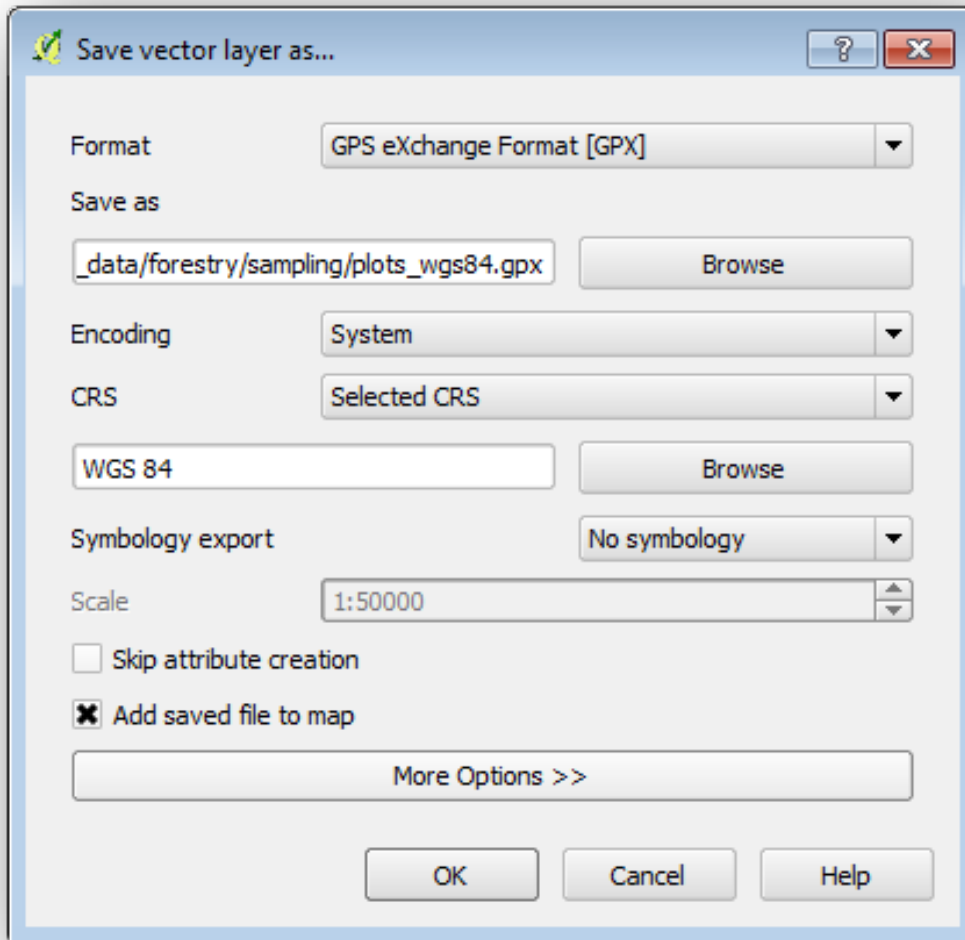 Save vector layer as...
Format GPS eXchange Format [GPX]
Save as
_data/forestry/sampling/plots_wgs84.gpx Browse
Encoding System
CRS Selected CRS
WGS 84 Browse
Symbology export No symbology
Scale 1:50000
Skip attribute creation
Add saved file to map
More Options >>
OK Cancel Help